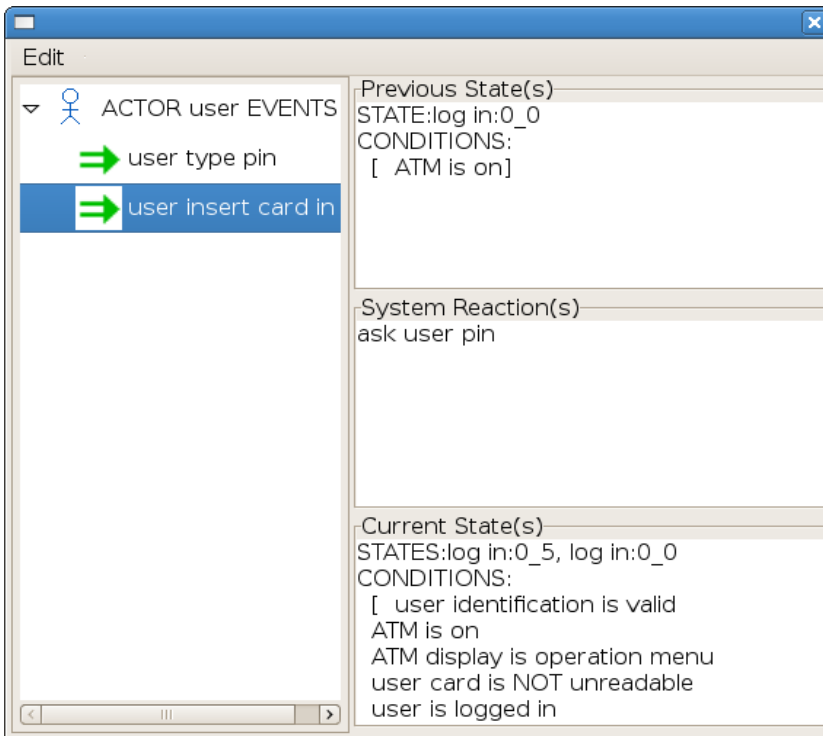 Edit
ACTOR user EVENTS
user type pin
user insert card in
Previous State(s)
STATE:log in:0_0
CONDITIONS:
[ ATM is on]
System Reaction(s)
ask user pin
Current State(s)
STATES:log in:0_5, log in:0_0
CONDITIONS:
[ user identification is valid
ATM is on
ATM display is operation menu
user card is NOT unreadable
user is logged in